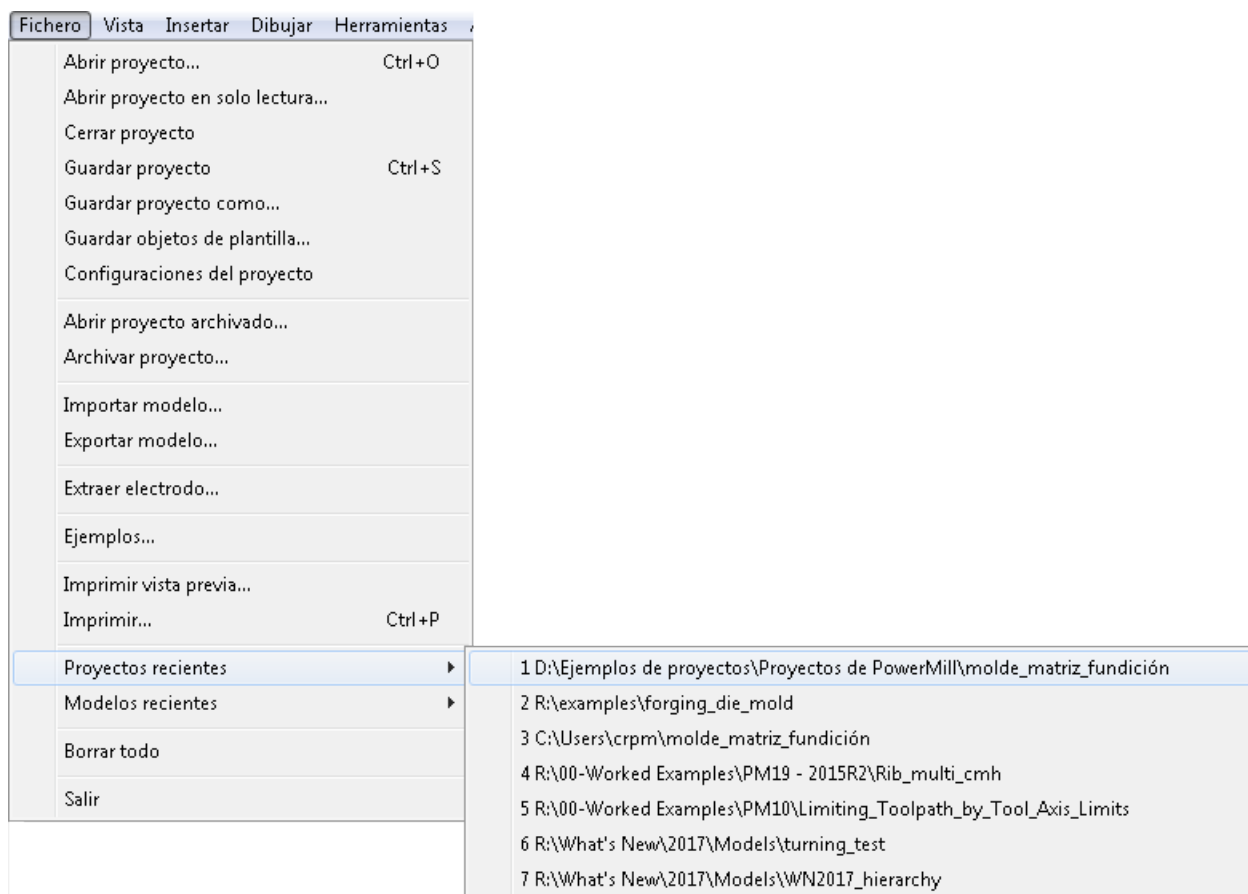 Fichero Vista Insertar Dibujar Herramientas
Abrir proyecto... Ctrl+O
Abrir proyecto en solo lectura...
Cerrar proyecto
Guardar proyecto Ctrl+S
Guardar proyecto como...
Guardar objetos de plantilla...
Configuraciones del proyecto
Abrir proyecto archivado...
Archivar proyecto...
Importar modelo...
Exportar modelo...
Extraer electrodo...
Ejemplos...
Imprimir vista previa...
Imprimir... Ctrl+P
Proyectos recientes
Modelos recientes
Borrar todo
Salir
1 D:\Ejemplos de proyectos\Proyectos de PowerMill\molde_matriz_fundición
2 R:\examples\forging_die_mold
3 C:\Users\crpm\molde_matriz_fundición
4 R:\00-Worked Examples\PM19 - 2015R2\Rib_multi_cmh
5 R:\00-Worked Examples\PM10\Limiting_Toolpath_by_Tool_Axis_Limits
6 R:\What's New\2017\Models\turning_test
7 R:\What's New\2017\Models\WN2017_hierarchy